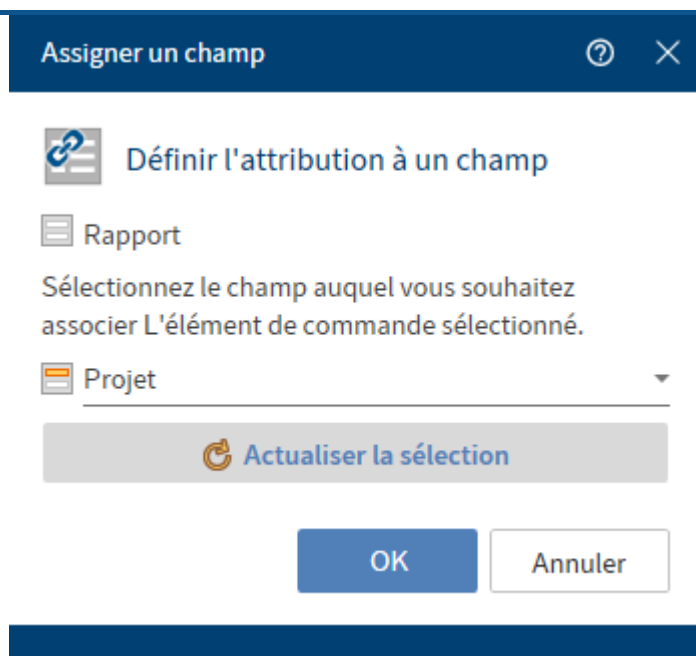 Assigner un champ
Définir l'attribution à un champ
Rapport
Sélectionnez le champ auquel vous souhaitez
associer L'élément de commande sélectionné.
Projet
Actualiser la sélection
OK
Annuler